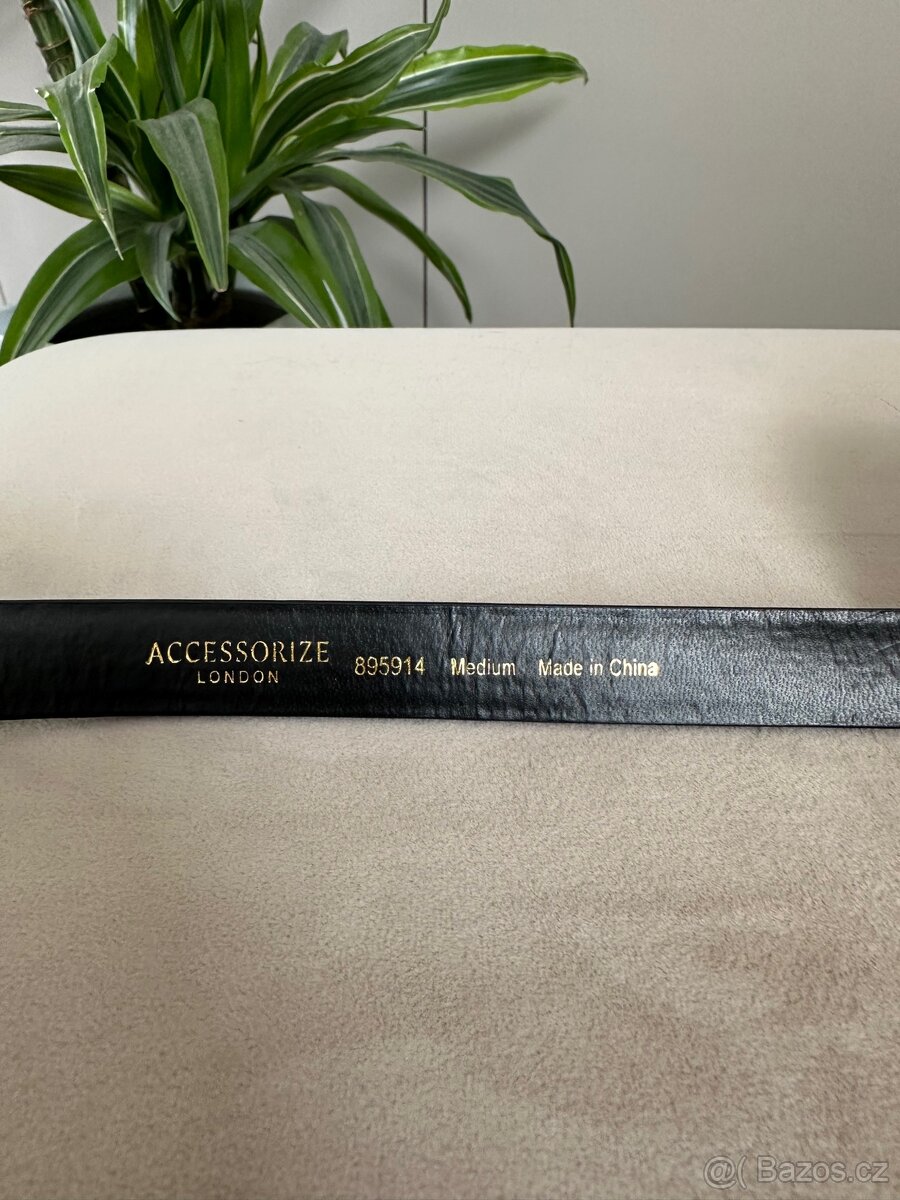 ACCESSORIZE
LONDON
895914 Medium Made in China
@( Bazos.cz